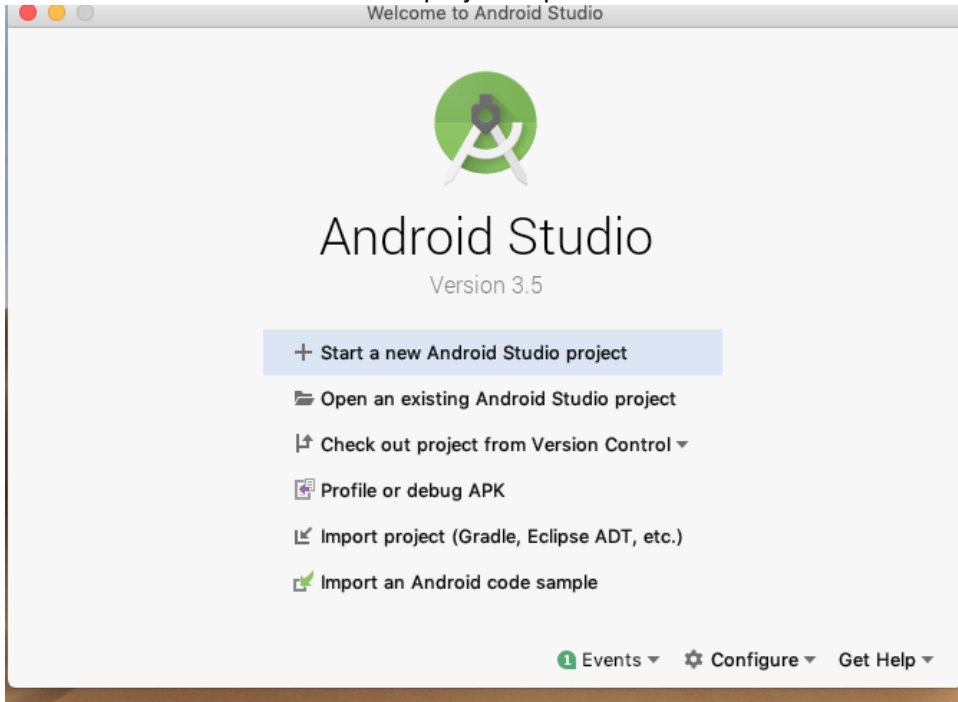 Welcome to Android Studio
Android Studio
Version 3.5
Start a new Android Studio project
Open an existing Android Studio project
Check out project from Version Control
Profile or debug APK
Import project (Gradle, Eclipse ADT, etc.)
Import an Android code sample
1 Events Configure Get Help